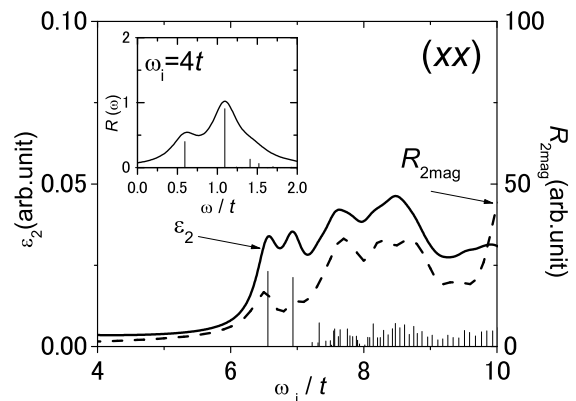 0.10
0.05
0.00
ε2(arb.unit)
100
50
0
R2mag(arb.unit)
(xx)
2
1
0
R (ω)
ωi=4t
0.0 0.5 1.0 1.5 2.0
ω / t
R2mag
ε2
4 6 8 10
ωi / t